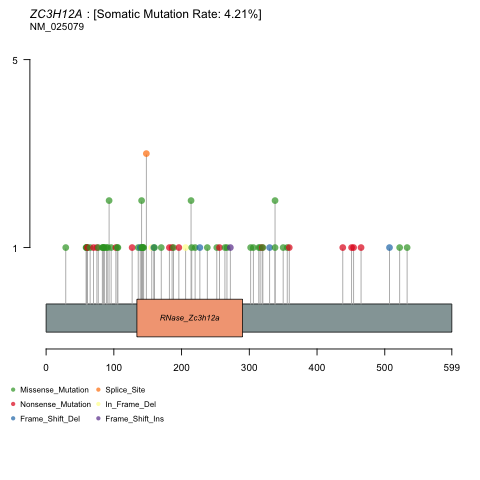 ZC3H12A : [Somatic Mutation Rate: 4.21%]
NM_025079
5
1
RNase_Zc3h12a
0 100 200 300 400 500 599
Missense_Mutation Splice_Site
Nonsense_Mutation In_Frame_Del
Frame_Shift_Del Frame_Shift_Ins